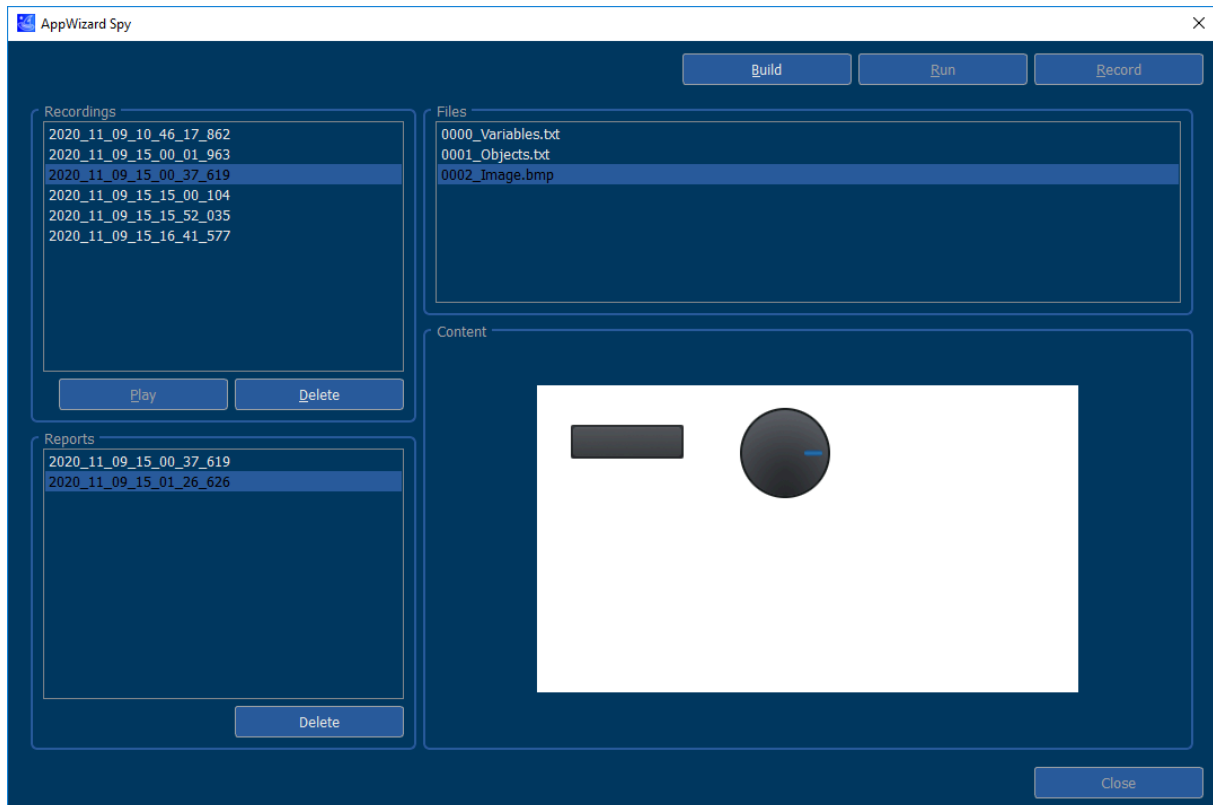 AppWizard Spy
Build
Run
Record
Recordings
2020_11_09_10_46_17_862
2020_11_09_15_00_01_963
2020_11_09_15_00_37_619
2020_11_09_15_15_00_104
2020_11_09_15_15_52_035
2020_11_09_15_16_41_577
Play
Delete
Reports
2020_11_09_15_00_37_619
2020_11_09_15_01_26_626
Delete
Files
0000_Variables.txt
0001_Objects.txt
0002_Image.bmp
Content
Close